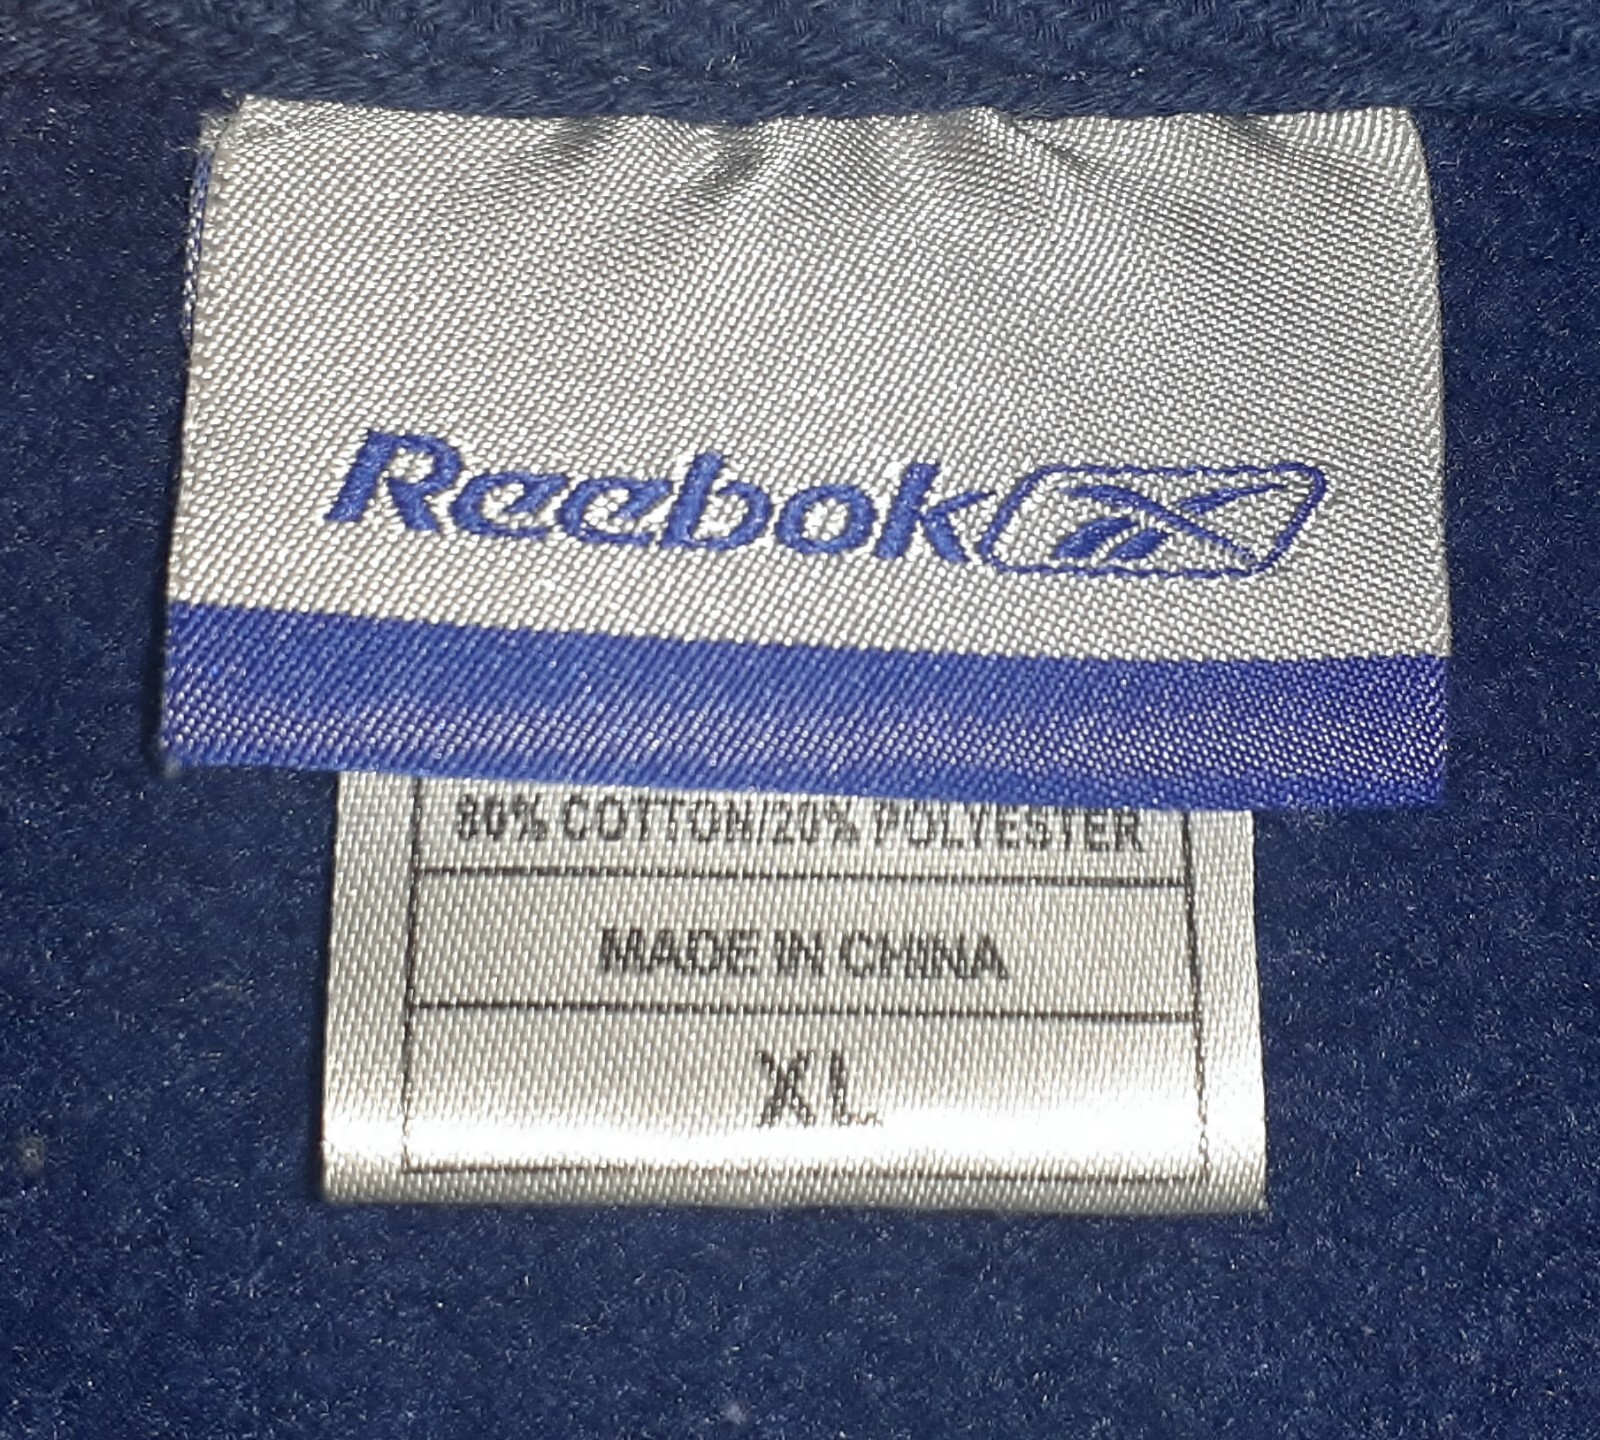 Reebok
80% COTTON/20% POLYESTER
MADE IN CHINA
XL